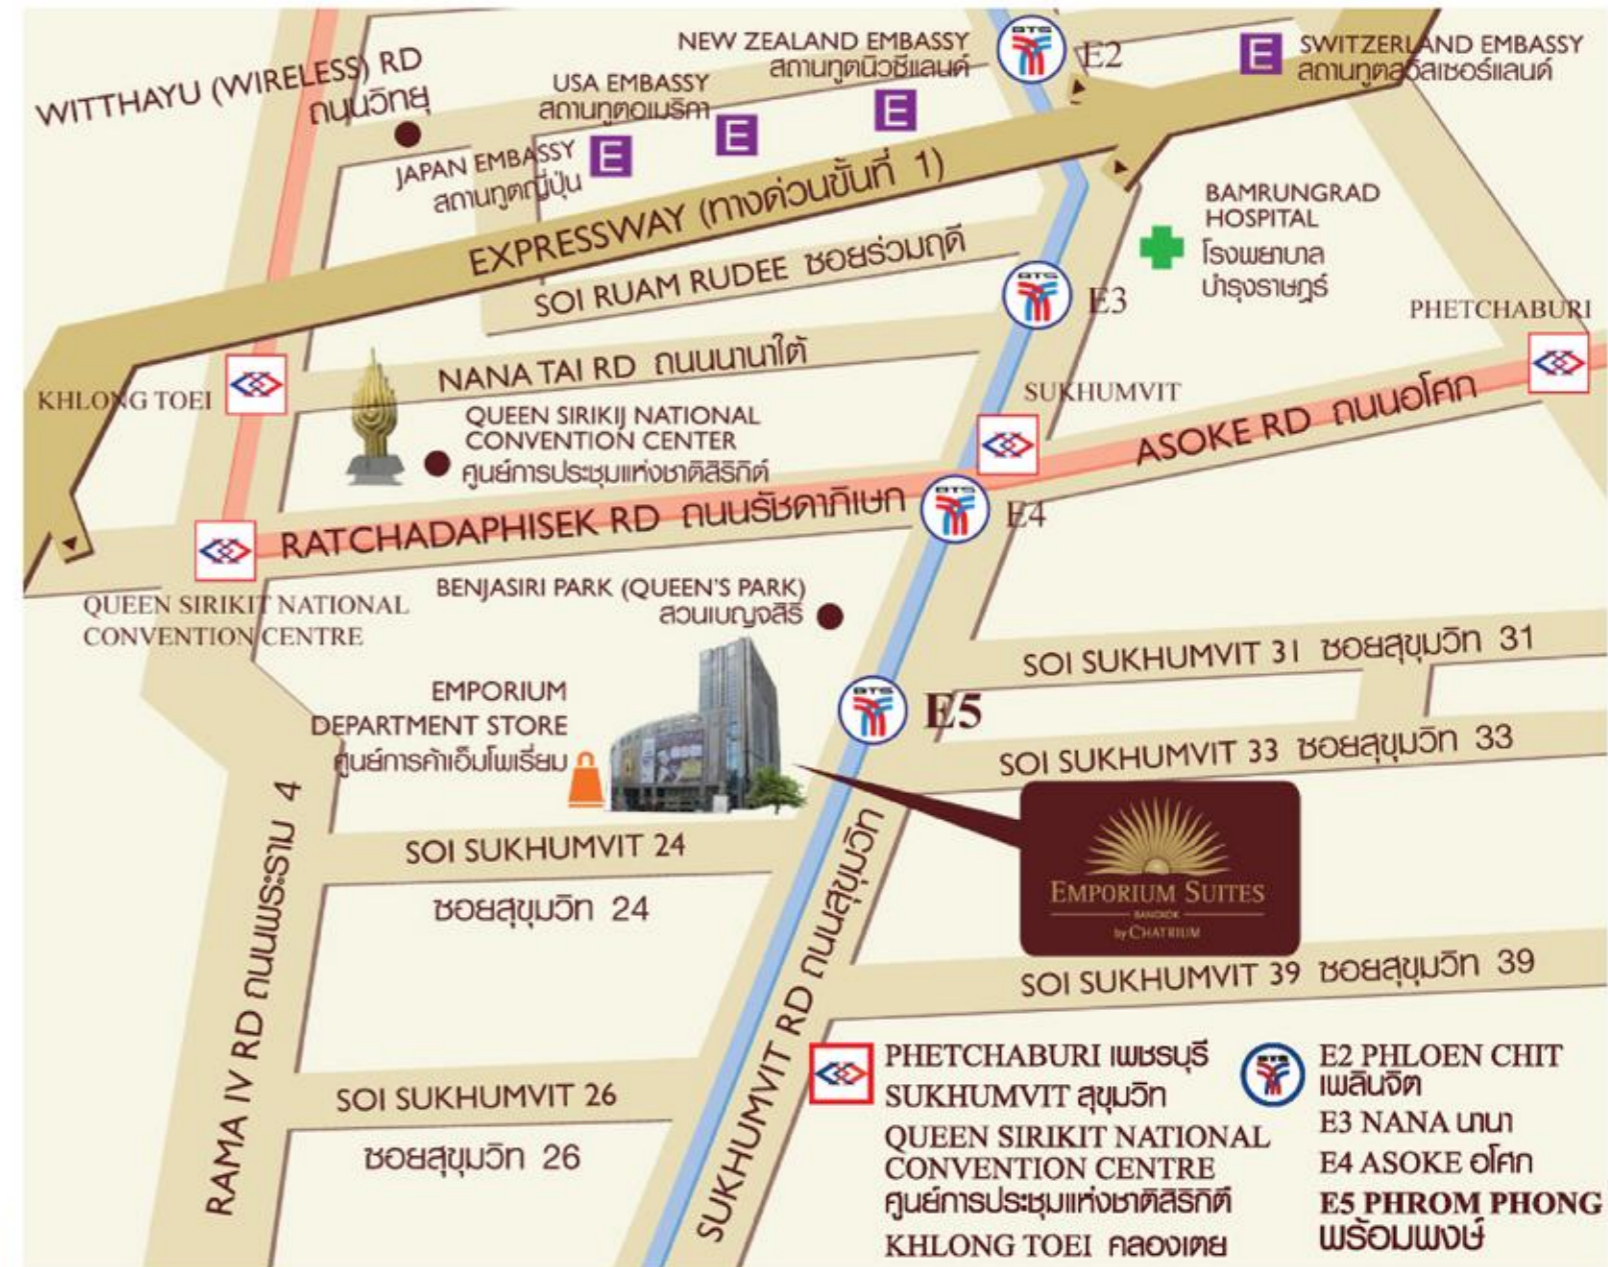 WITTHAYU (WIRELESS) RD
ถนนวิทยุ
NEW ZEALAND EMBASSY
สถานทูตนิวซีแลนด์
BTS
E2
E
SWITZERLAND EMBASSY
สถานทูตสวิสเซอร์แลนด์
USA EMBASSY
สถานทูตอเมริกา
E
E
E
JAPAN EMBASSY
สถานทูตญี่ปุ่น
EXPRESSWAY (ทางด่วนขั้นที่ 1)
BAMRUNGRAD
HOSPITAL
โรงพยาบาล
บำรุงราษฎร์
SOI RUAM RUDEE ซอยร่วมฤดี
BTS
E3
PHETCHABURI
NANA TAI RD ถนนนานาใต้
KHLONG TOEI
SUKHUMVIT
QUEEN SIRIKIJ NATIONAL
CONVENTION CENTER
ศูนย์การประชุมแห่งชาติสิริกิต์
ASOKE RD ถนนอโศก
RATCHADAPHISEK RD ถนนรัชดาภิเษก
BTS
E4
QUEEN SIRIKIT NATIONAL
CONVENTION CENTRE
BENJASIRI PARK (QUEEN'S PARK)
สวนเบญจสิริ
SOI SUKHUMVIT 31 ซอยสุขุมวิท 31
EMPORIUM
DEPARTMENT STORE
ศูนย์การค้าเอ็มโพเรี่ยม
BTS
E5
SOI SUKHUMVIT 33 ซอยสุขุมวิท 33
SOI SUKHUMVIT 24
ซอยสุขุมวิท 24
EMPORIUM SUITES
BANGKOK
by CHATRIUM
RAMA IV RD ถนนพระราม 4
SUKHUMVIT RD ถนนสุขุมวิท
SOI SUKHUMVIT 39 ซอยสุขุมวิท 39
SOI SUKHUMVIT 26
ซอยสุขุมวิท 26
PHETCHABURI เพชรบุรี
SUKHUMVIT สุขุมวิท
QUEEN SIRIKIT NATIONAL
CONVENTION CENTRE
ศูนย์การประชุมแห่งชาติสิริกิตี
KHLONG TOEI คลองเตย
BTS
E2 PHLOEN CHIT
เพลินจิต
E3 NANA นานา
E4 ASOKE อโศก
E5 PHROM PHONG
พร้อมพงษ์